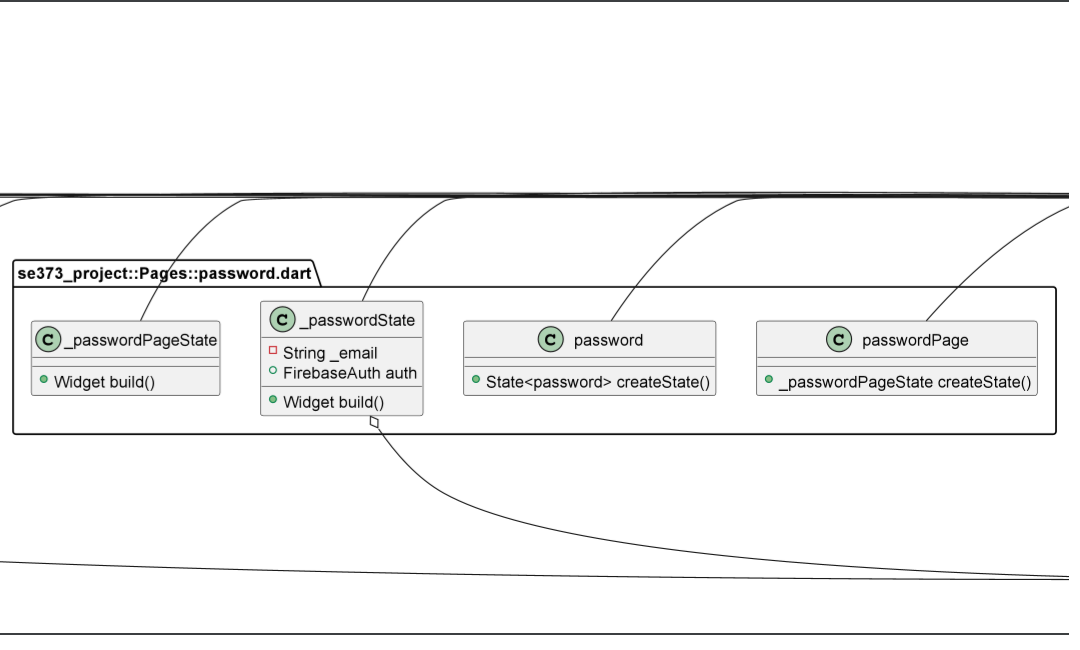 se373_project::Pages::password.dart
C _passwordPageState
Widget build()
C _passwordState
String _email
FirebaseAuth auth
Widget build()
C password
State<password> createState()
C passwordPage
_passwordPageState createState()